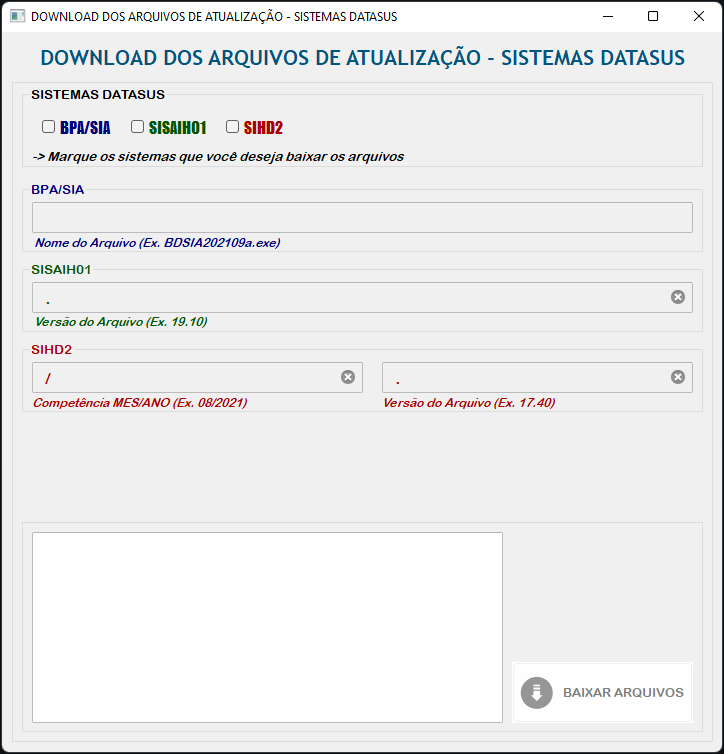 DOWNLOAD DOS ARQUIVOS DE ATUALIZAÇÃO - SISTEMAS DATASUS
DOWNLOAD DOS ARQUIVOS DE ATUALIZAÇÃO - SISTEMAS DATASUS
SISTEMAS DATASUS
BPA/SIA SISAIH01 SIHD2
-> Marque os sistemas que você deseja baixar os arquivos
BPA/SIA
Nome do Arquivo (Ex. BDSIA202109a.exe)
SISAIH01
.
Versão do Arquivo (Ex. 19.10)
SIHD2
/ .
Competência MES/ANO (Ex. 08/2021) Versão do Arquivo (Ex. 17.40)
BAIXAR ARQUIVOS